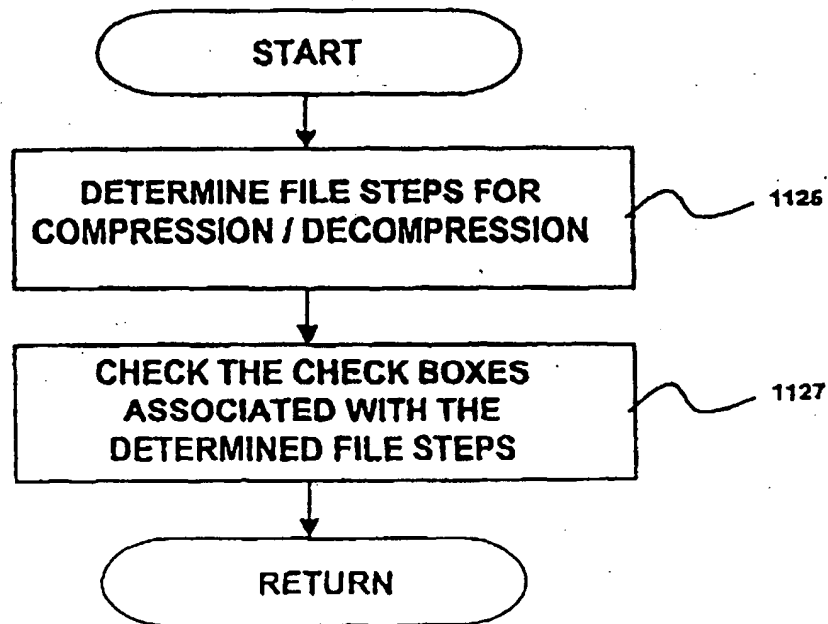 START
DETERMINE FILE STEPS FOR
COMPRESSION / DECOMPRESSION
1125
CHECK THE CHECK BOXES
ASSOCIATED WITH THE
DETERMINED FILE STEPS
1127
RETURN